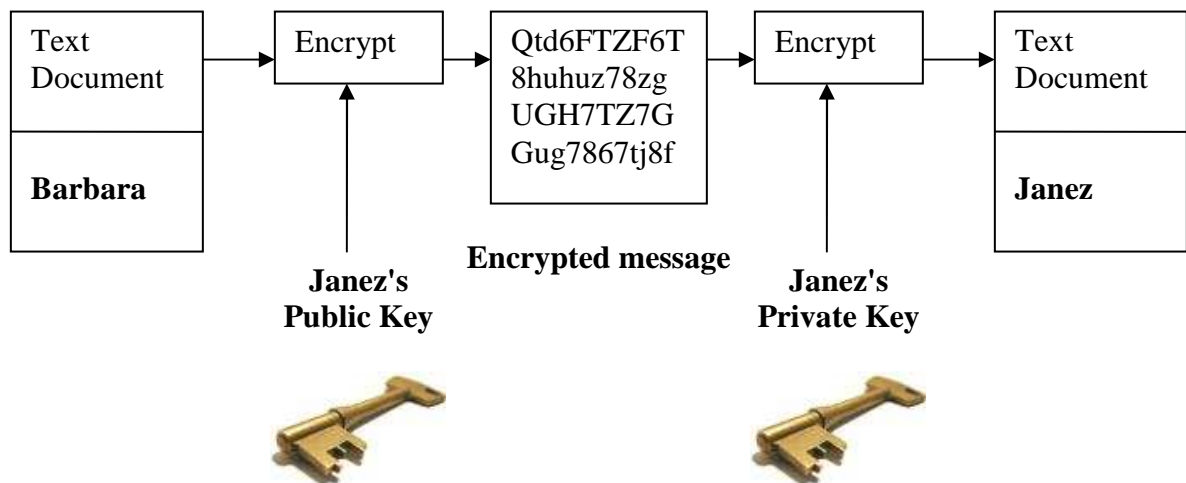 Text
Document
Barbara
Encrypt
Janez's
Public Key
Qtd6FTZF6T
8huhuz78zg
UGH7TZ7G
Gug7867tj8f
Encrypted message
Encrypt
Janez's
Private Key
Text
Document
Janez